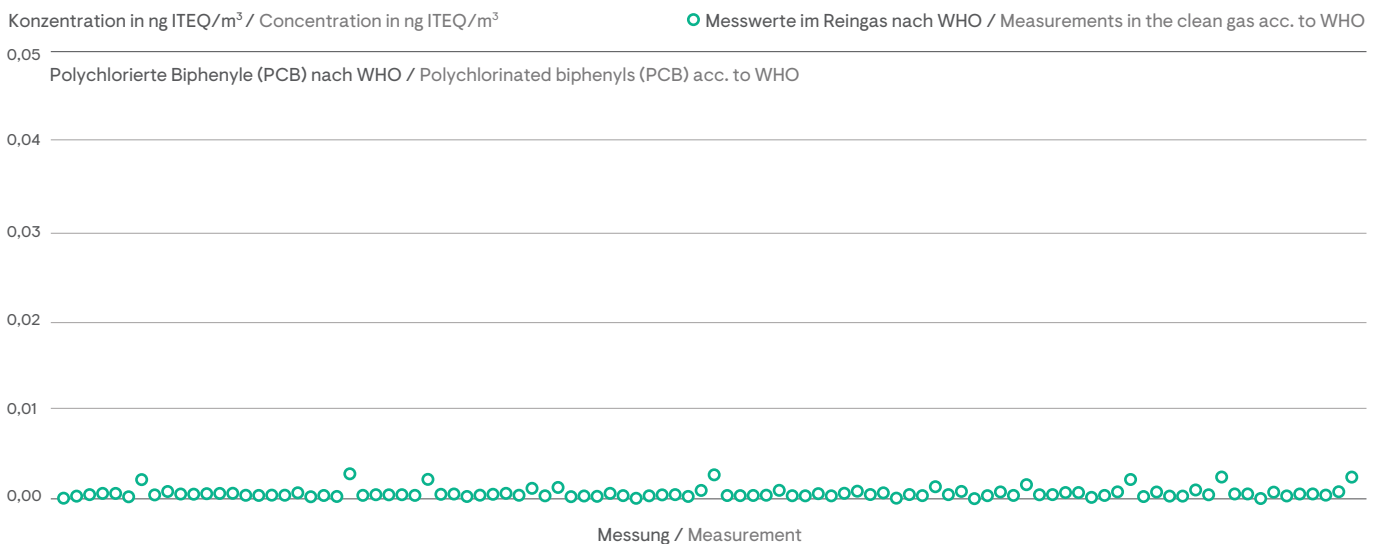 Konzentration in ng ITEQ/m³ / Concentration in ng ITEQ/m³
Messwerte im Reingas nach WHO / Measurements in the clean gas acc. to WHO
0,05
Polychlorierte Biphenyle (PCB) nach WHO / Polychlorinated biphenyls (PCB) acc. to WHO
0,04
0,03
0,02
0,01
0,00
Messung / Measurement